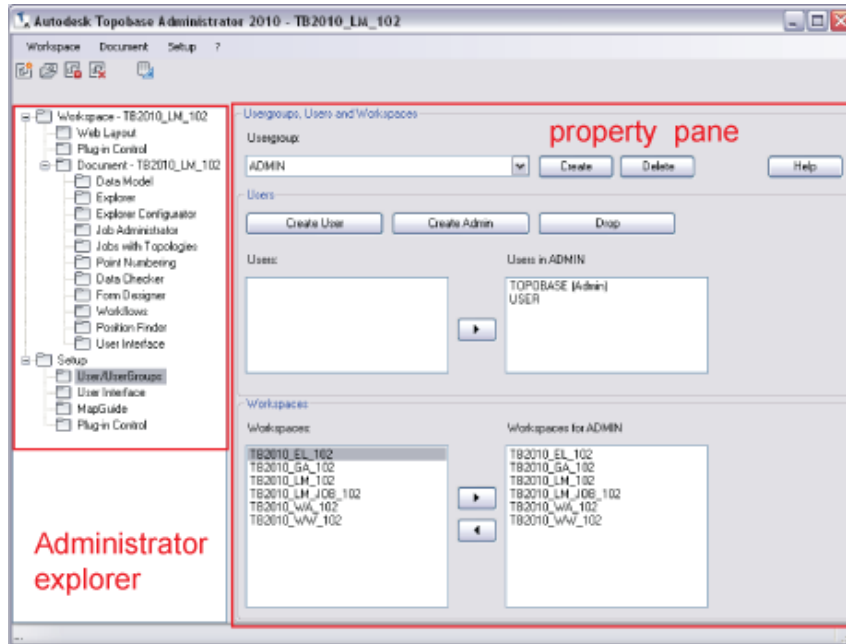 Autodesk Topobase Administrator 2010 - TB2010_LM_102
Workspace Document Setup ?
Workspace - TB2010_LM_102
Web Layout
Plug-in Control
Document - TB2010_LM_102
Data Model
Explorer
Explorer Configurator
Job Administrator
Jobs with Topologies
Point Numbering
Data Checker
Form Designer
Workflows
Position Finder
User Interface
Setup
User/UserGroups
User Interface
MapGuide
Plug-in Control
Administrator
explorer
Usergroups, Users and Workspaces
property pane
Usergroup:
ADMIN Create Delete Help
Users
Create User Create Admin Drop
Users: Users in ADMIN
TOPOBASE (Admin)
USER
Workspaces
Workspaces: Workspaces for ADMIN
TB2010_EL_102 TB2010_EL_102
TB2010_GA_102 TB2010_GA_102
TB2010_LM_102 TB2010_LM_102
TB2010_LM_JOB_102 TB2010_LM_JOB_102
TB2010_WA_102 TB2010_WA_102
TB2010_WW_102 TB2010_WW_102
...